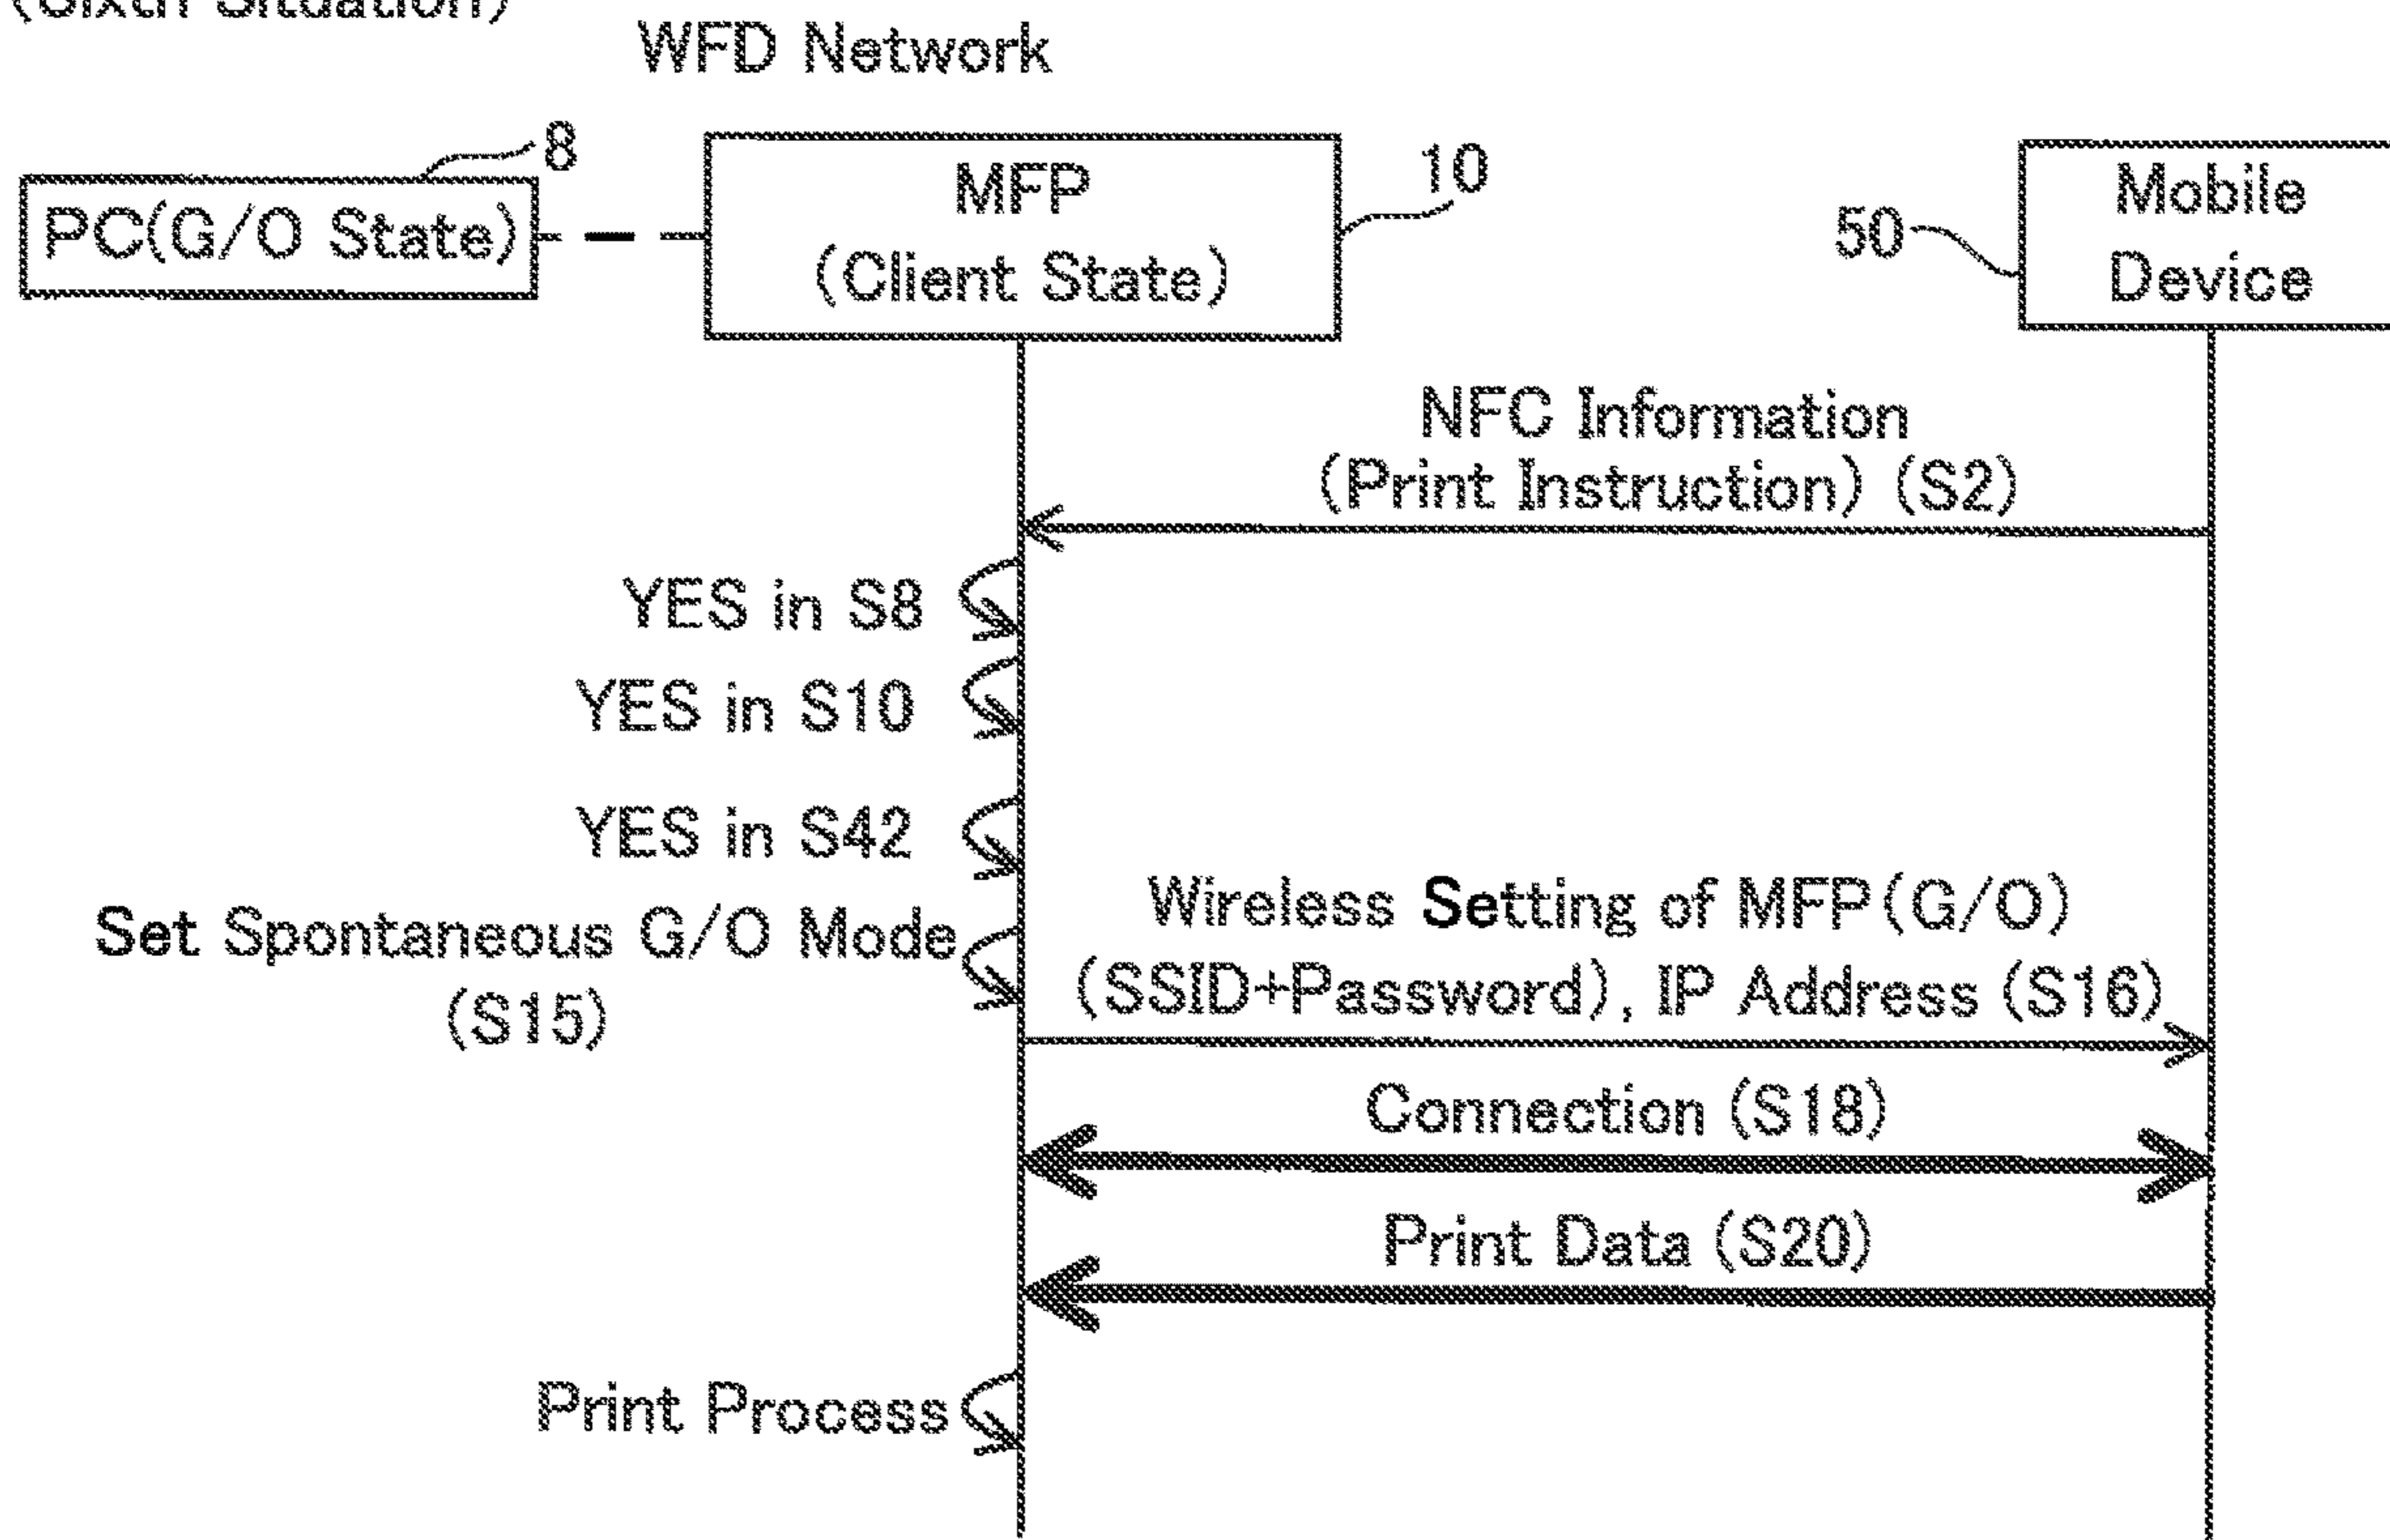 (Sixth Situation)
WFD Network
8
PC(G/O State)
MFP
(Client State)
10
50
Mobile
Device
NFC Information
(Print Instruction) (S2)
YES in S8
YES in S10
YES in S42
Set Spontaneous G/O Mode
(S15)
Wireless Setting of MFP(G/O)
(SSID+Password), IP Address (S16)
Connection (S18)
Print Data (S20)
Print Process